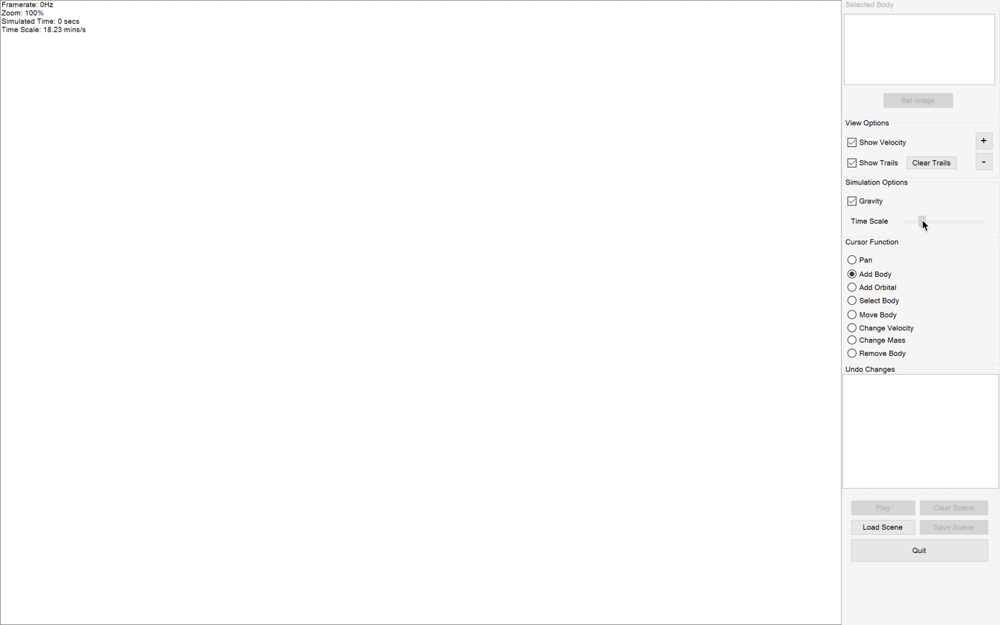 Framerate: 0Hz
Zoom: 100%
Simulated Time: 0 secs
Time Scale: 18.23 mins/s
Selected Body
Set Image
View Options
Show Velocity
+
Show Trails
Clear Trails
-
Simulation Options
Gravity
Time Scale
Cursor Function
Pan
Add Body
Add Orbital
Select Body
Move Body
Change Velocity
Change Mass
Remove Body
Undo Changes
Play
Clear Scene
Load Scene
Save Scene
Quit